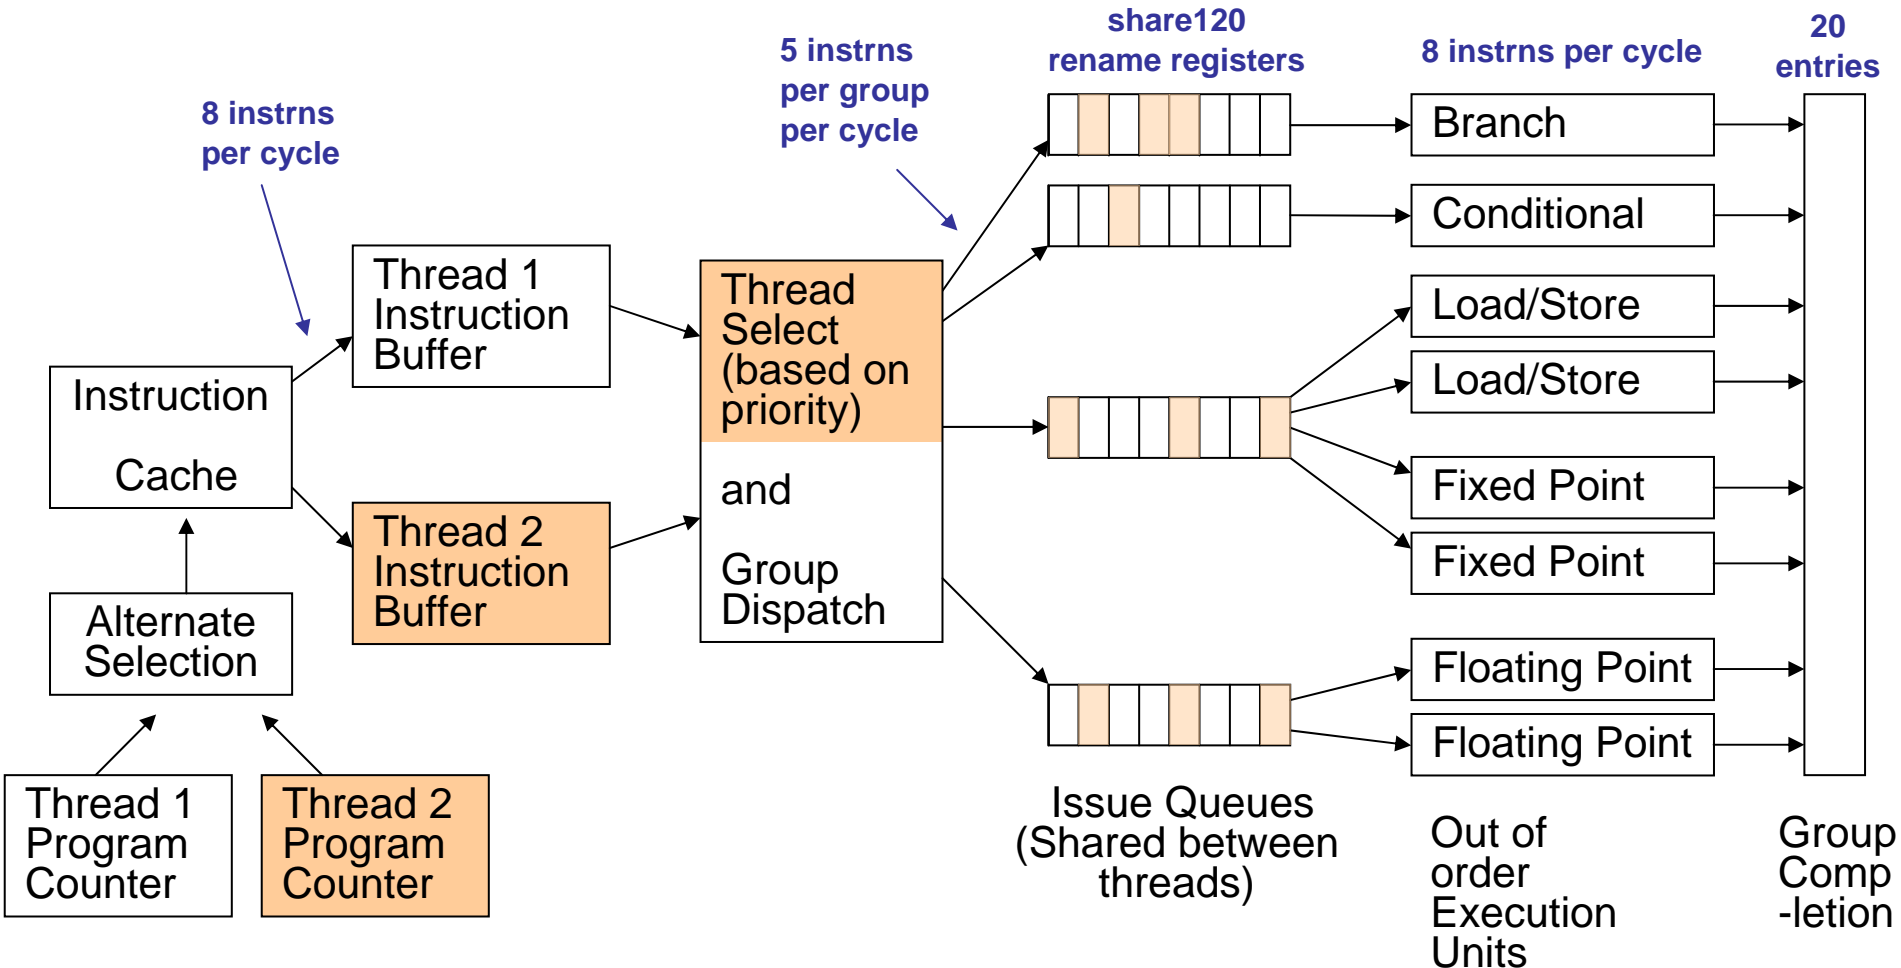 share120
rename registers
20
entries
8 instrns per cycle
5 instrns
per group
per cycle
8 instrns
per cycle
Branch
Conditional
Load/Store
Load/Store
Fixed Point
Fixed Point
Floating Point
Floating Point
Thread 1
Instruction
Buffer
Thread
Select
(based on
priority)
and
Group
Dispatch
Instruction
Cache
Thread 2
Instruction
Buffer
Alternate
Selection
Thread 1
Program
Counter
Thread 2
Program
Counter
Issue Queues
(Shared between
threads)
Out of
order
Execution
Units
Group
Comp
-letion